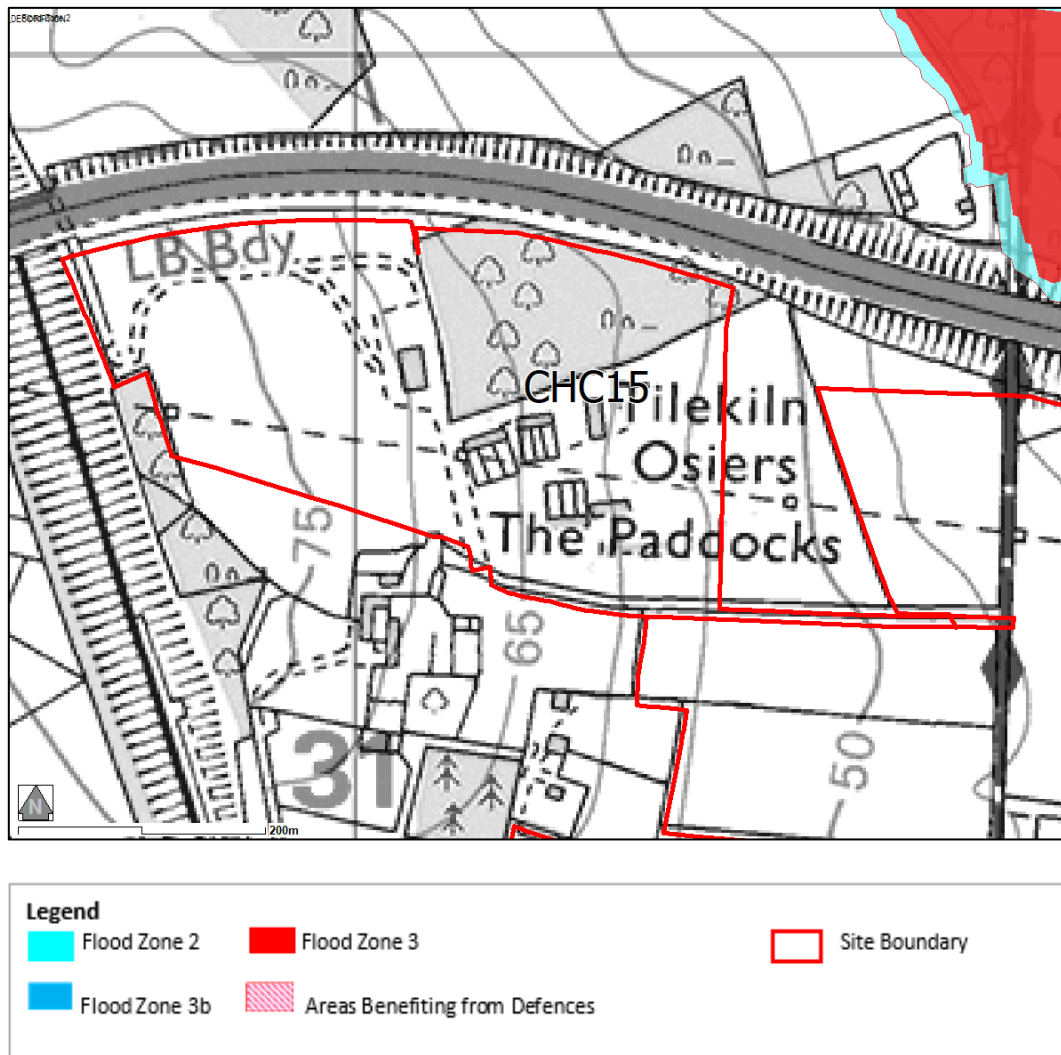 LB Bdy
CHC15
Tilekiln
Osiers
The Paddocks
75
65
50
31
N
200m
Legend
Flood Zone 2
Flood Zone 3
Site Boundary
Flood Zone 3b
Areas Benefiting from Defences